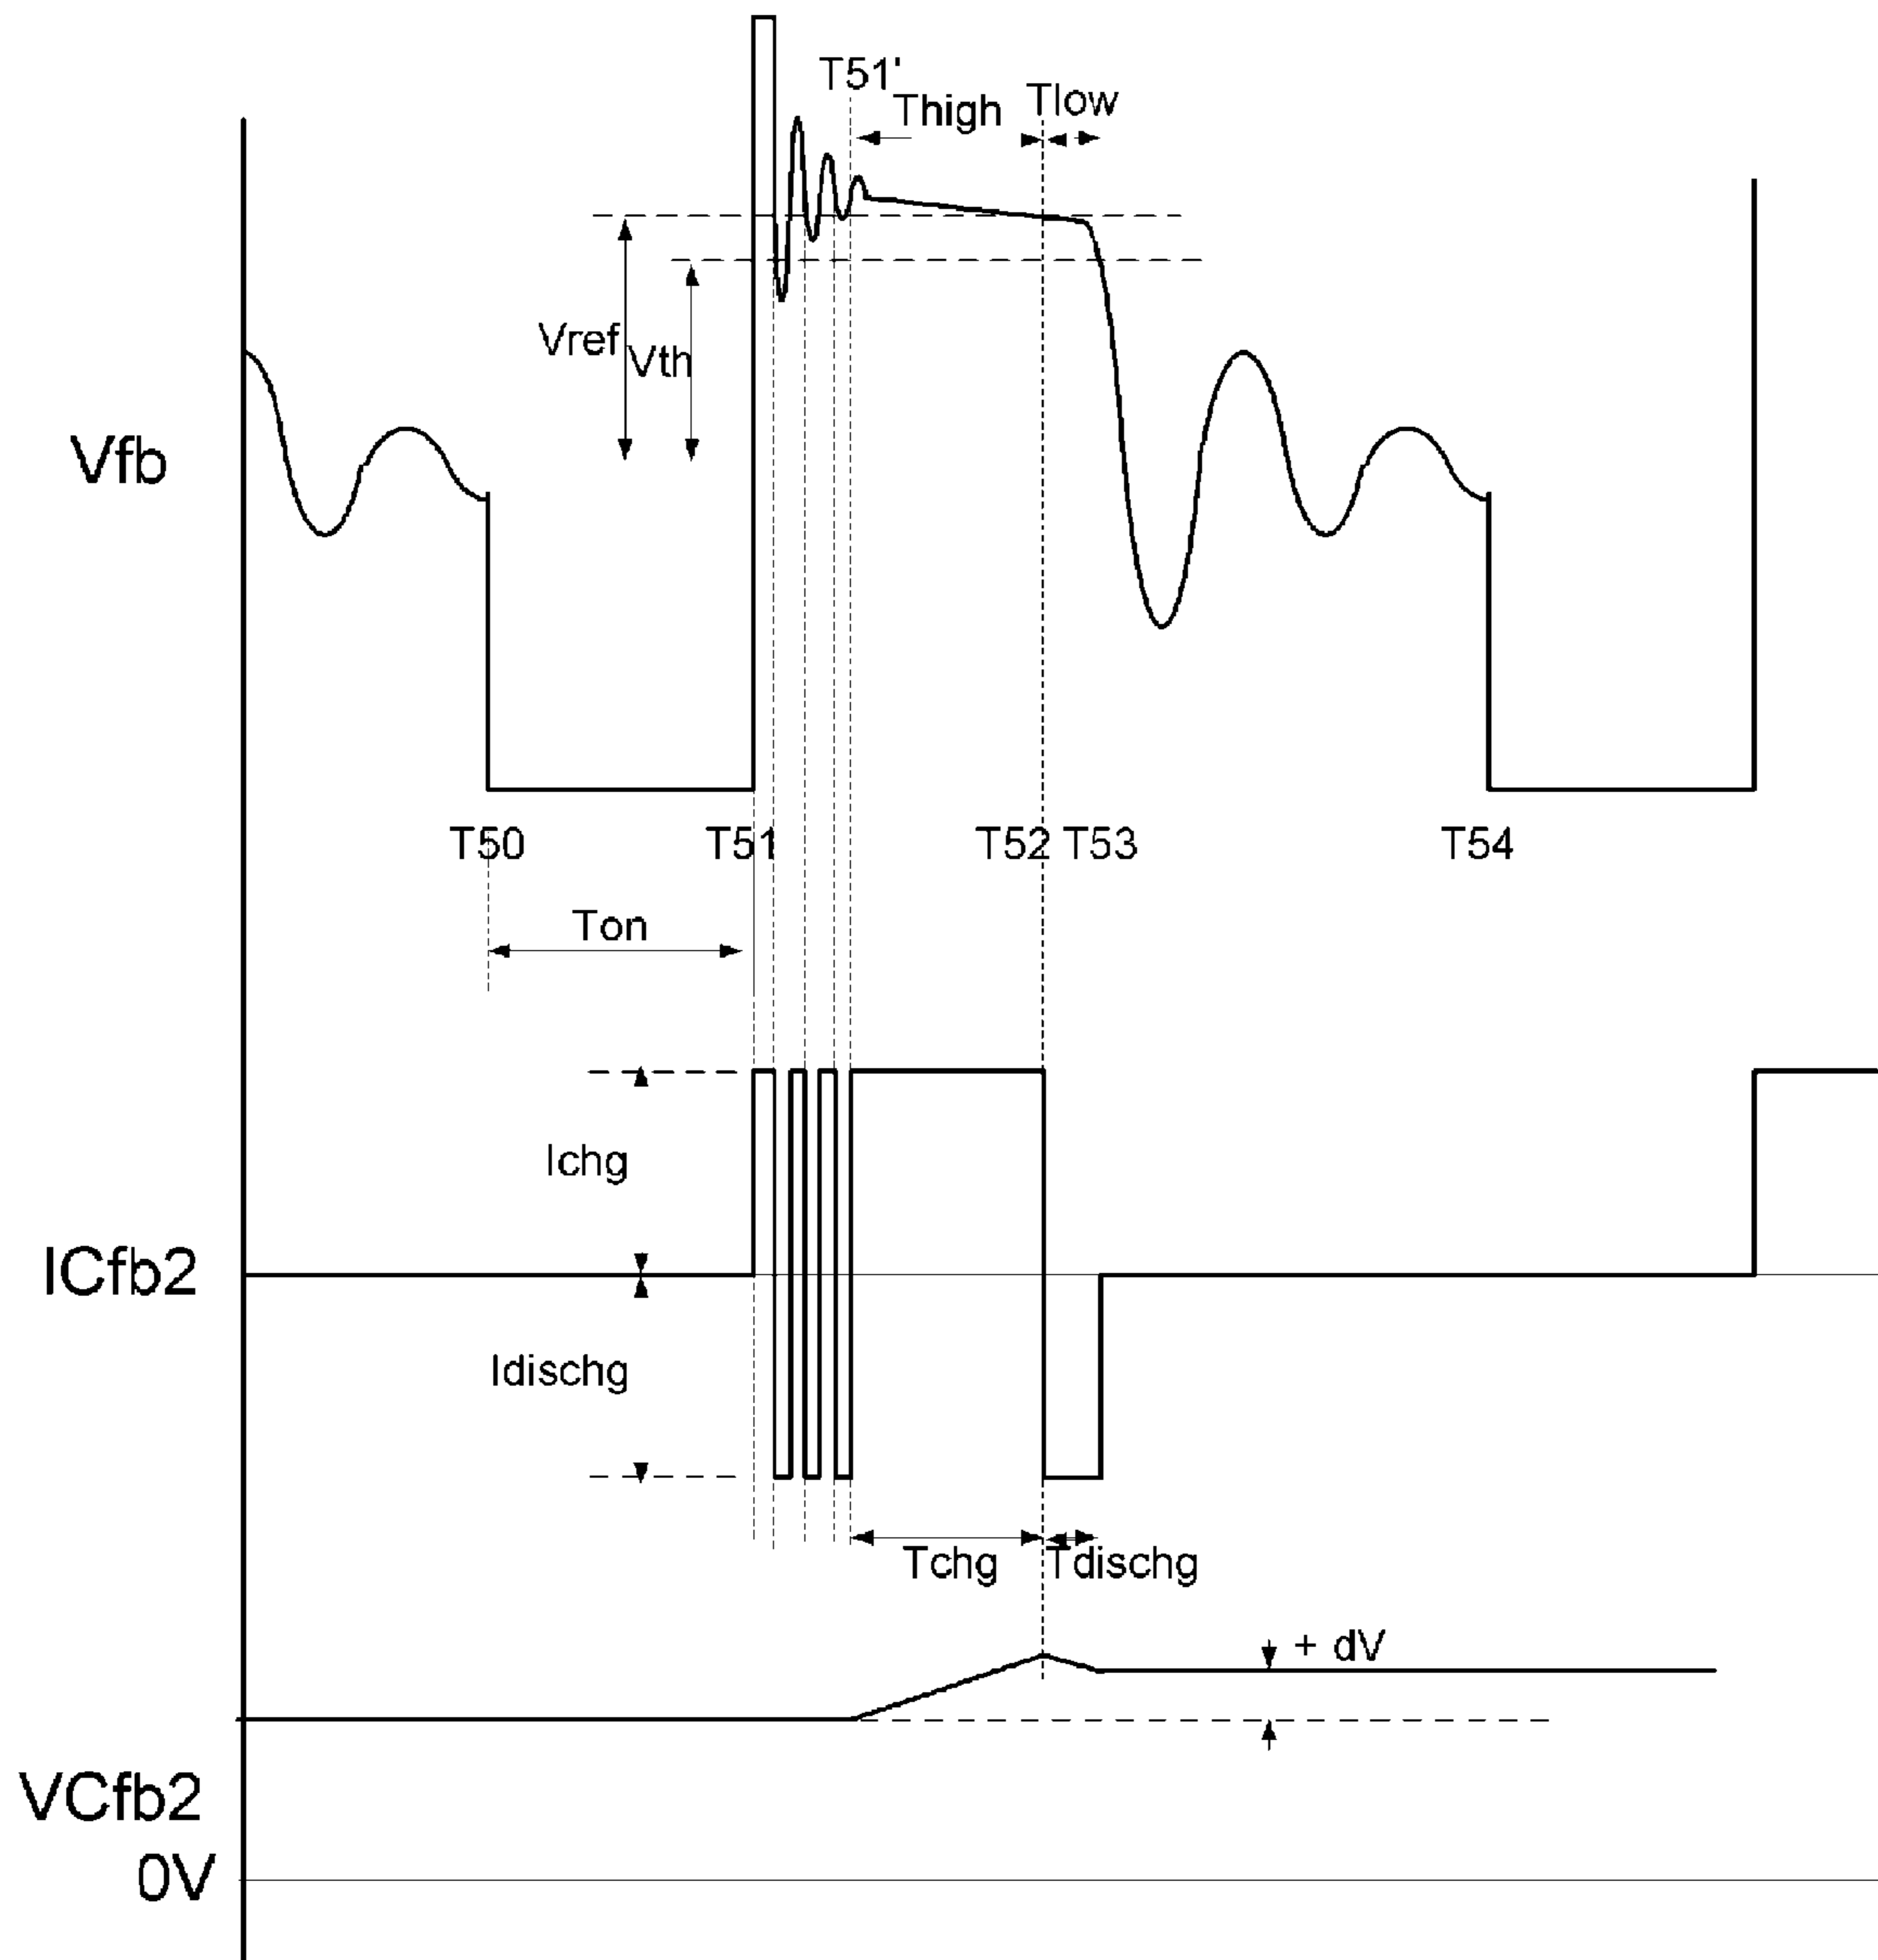 T51'
Thigh
Tlow
Vref
Vth
Vfb
T50
T51
T52
T53
T54
Ton
Ichg
ICfb2
Idischg
Tchg
Tdischg
+ dV
VCfb2
0V